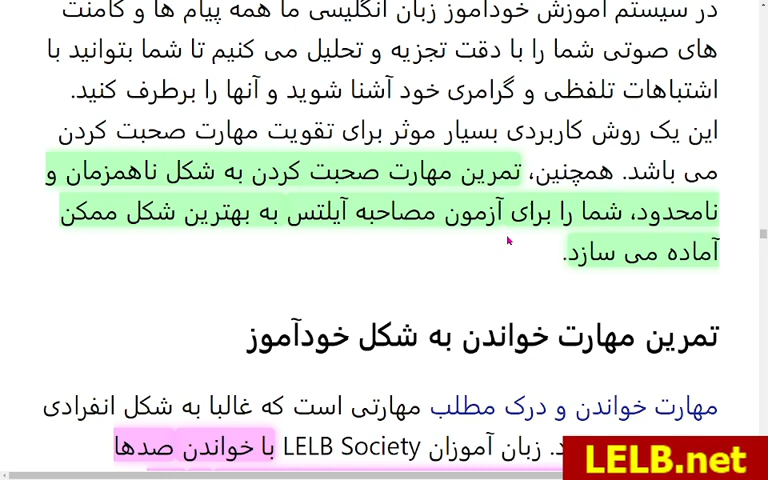 در سیستم آموزش خودآموز زبان انگلیسی ما همه پیام ها و کامنت
های صوتی شما را با دقت تجزیه و تحلیل می کنیم تا شما بتوانید با
اشتباهات تلفظی و گرامری خود آشنا شوید و آنها را برطرف کنید.
این یک روش کاربردی بسیار موثر برای تقویت مهارت صحبت کردن
می باشد. همچنین، تمرین مهارت صحبت کردن به شکل ناهمزمان و
نامحدود، شما را برای آزمون مصاحبه آیلتس به بهترین شکل ممکن
آماده می سازد.
تمرین مهارت خواندن به شکل خودآموز
مهارت خواندن و درک مطلب مهارتی است که غالبا به شکل انفرادی
د. زبان آموزان LELB Society با خواندن صدها
LELB.net